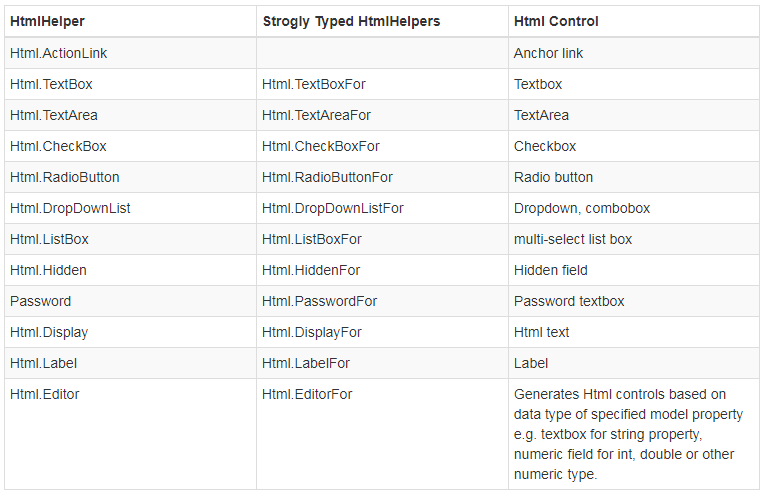 HtmlHelper Strogly Typed HtmlHelpers Html Control
Html.ActionLink Anchor link
Html.TextBox Html.TextBoxFor Textbox
Html.TextArea Html.TextAreaFor TextArea
Html.CheckBox Html.CheckBoxFor Checkbox
Html.RadioButton Html.RadioButtonFor Radio button
Html.DropDownList Html.DropDownListFor Dropdown, combobox
Html.ListBox Html.ListBoxFor multi-select list box
Html.Hidden Html.HiddenFor Hidden field
Password Html.PasswordFor Password textbox
Html.Display Html.DisplayFor Html text
Html.Label Html.LabelFor Label
Html.Editor Html.EditorFor Generates Html controls based on
data type of specified model property
e.g. textbox for string property,
numeric field for int, double or other
numeric type.